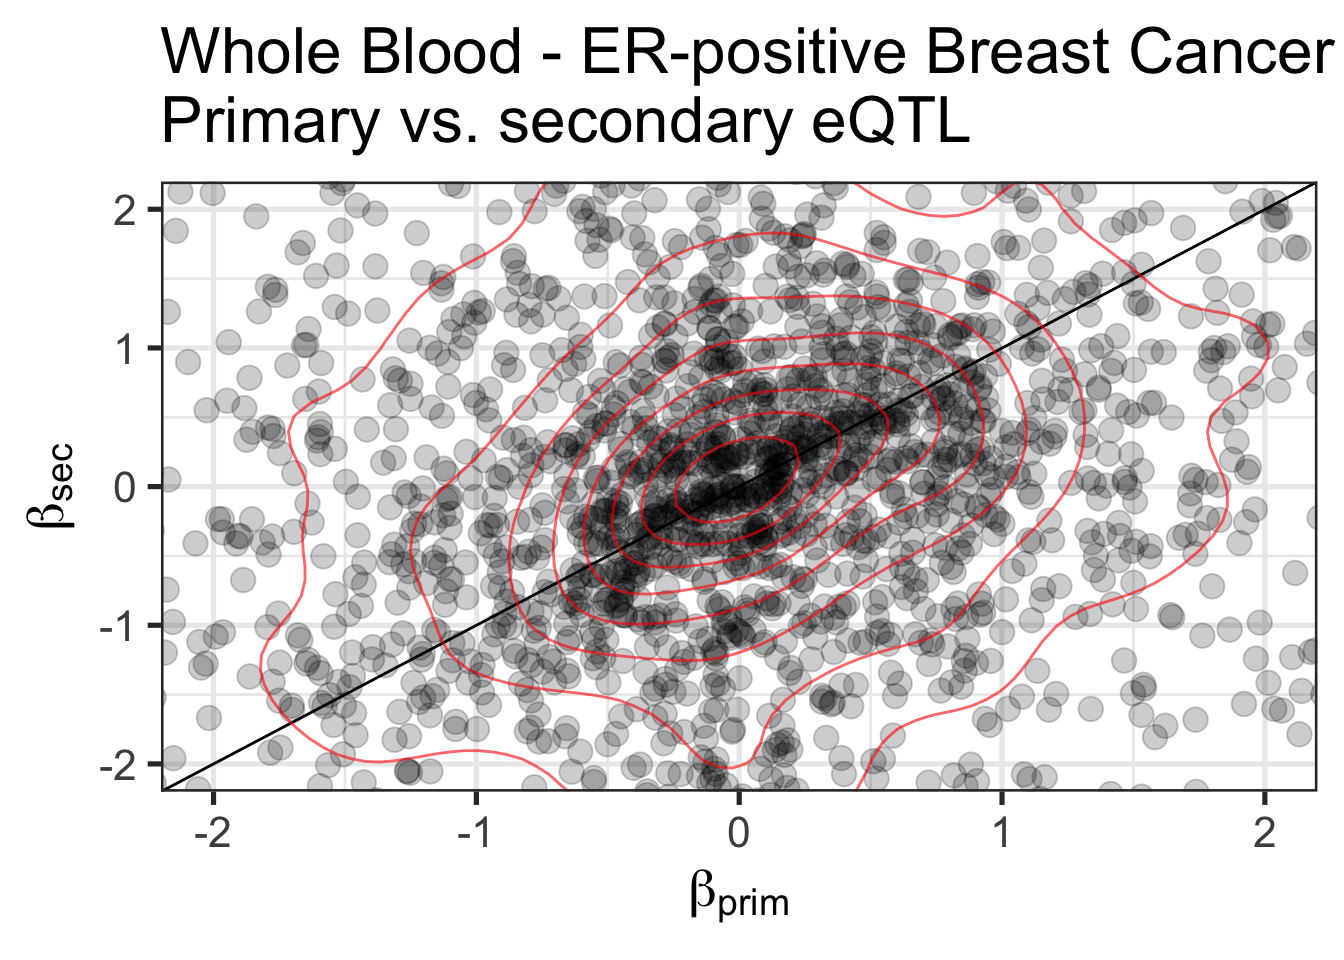 Whole Blood - ER-positive Breast Cancer
Primary vs. secondary eQTL
2
1
0
-1
-2
βsec
-2 -1 0 1 2
βprim